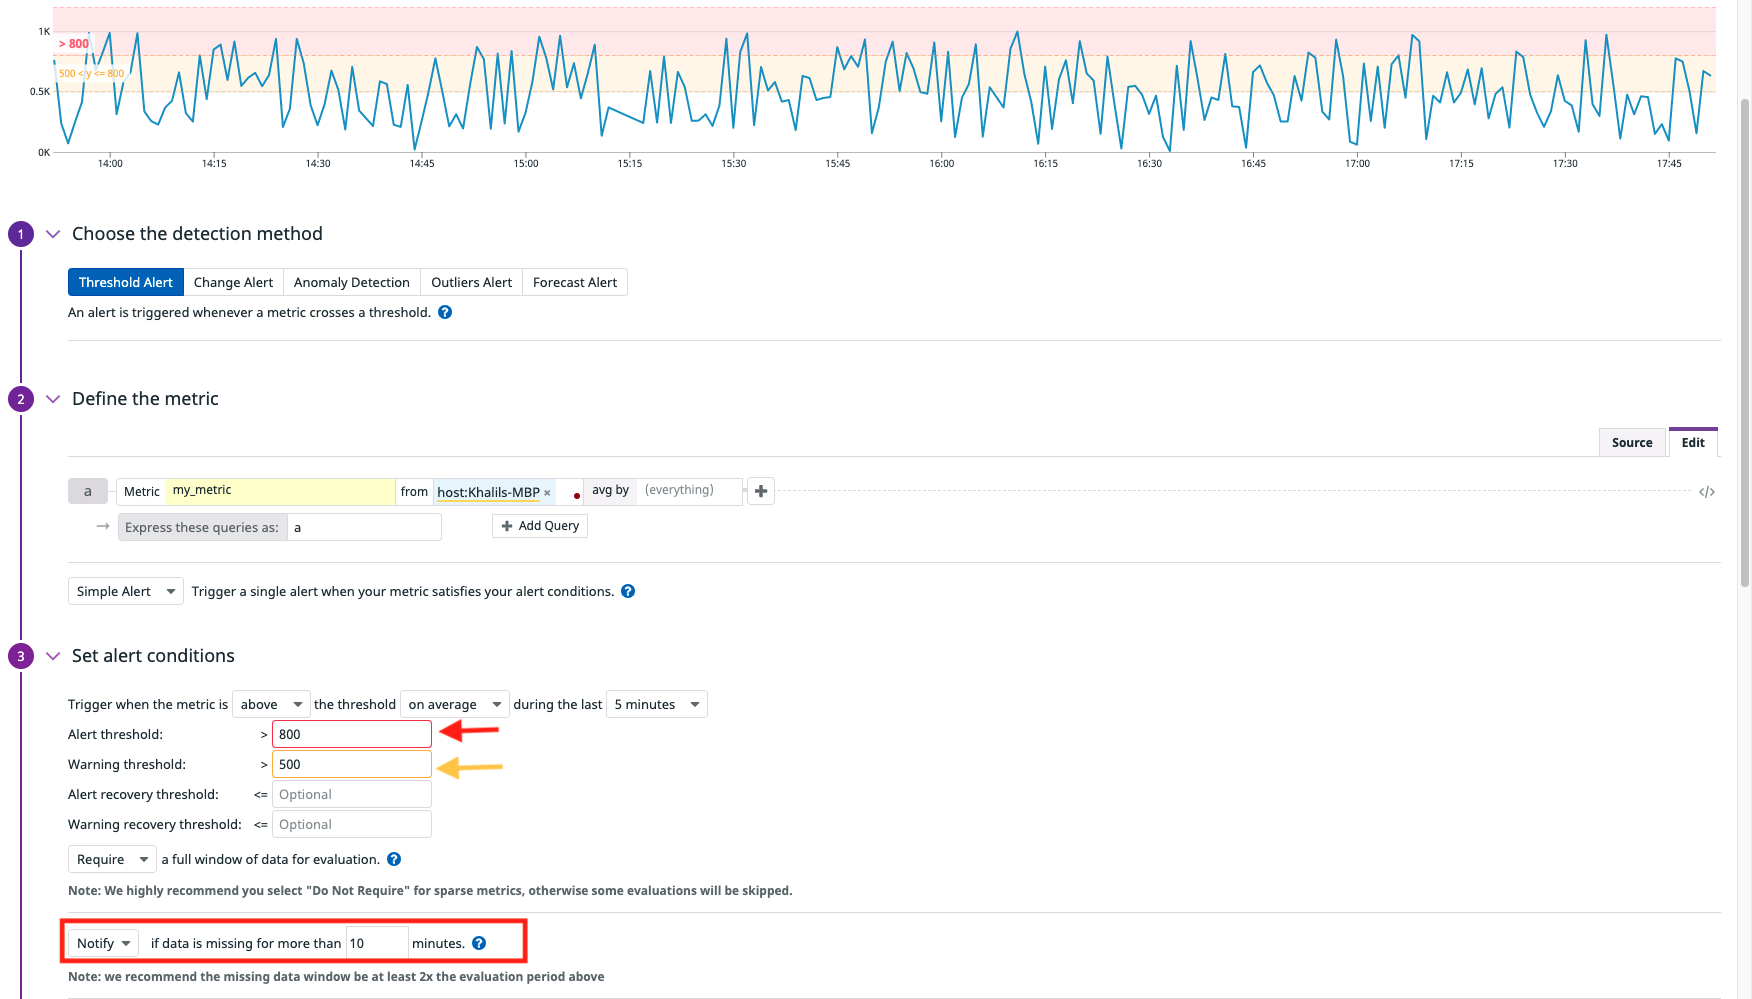 1K
> 800
500 < y <= 800
0.5K
0K
14:00 14:15 14:30 14:45 15:00 15:15 15:30 15:45 16:00 16:15 16:30 16:45 17:00 17:15 17:30 17:45
1 Choose the detection method
Threshold Alert Change Alert Anomaly Detection Outliers Alert Forecast Alert
An alert is triggered whenever a metric crosses a threshold. ?
2 Define the metric
Source Edit
a Metric my_metric from host:Khalils-MBP × avg by (everything) + </>
→ Express these queries as: a + Add Query
Simple Alert Trigger a single alert when your metric satisfies your alert conditions. ?
3 Set alert conditions
Trigger when the metric is above the threshold on average during the last 5 minutes
Alert threshold: > 800
Warning threshold: > 500
Alert recovery threshold: <= Optional
Warning recovery threshold: <= Optional
Require a full window of data for evaluation. ?
Note: We highly recommend you select "Do Not Require" for sparse metrics, otherwise some evaluations will be skipped.
Notify if data is missing for more than 10 minutes. ?
Note: we recommend the missing data window be at least 2x the evaluation period above